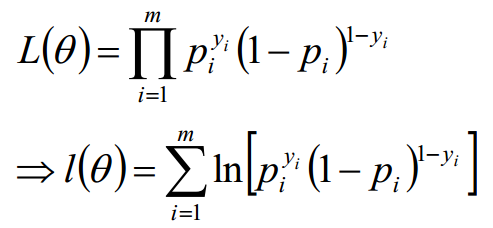 L(θ) = ∏_{i=1}^{m} p_i^{y_i} (1 − p_i)^{1−y_i}
⇒ l(θ) = ∑_{i=1}^{m} ln[p_i^{y_i} (1 − p_i)^{1−y_i}]